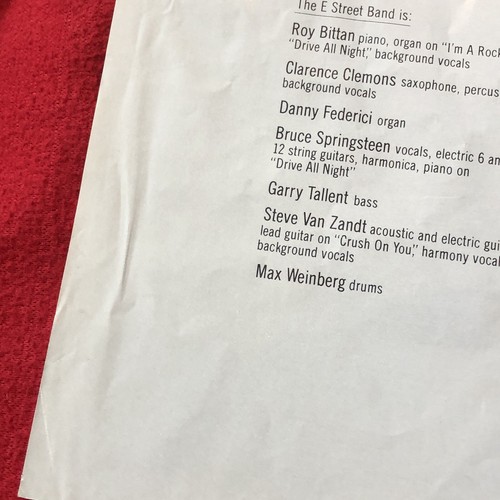 The E Street Band is:
Roy Bittan piano, organ on "I'm A Rock
"Drive All Night," background vocals
Clarence Clemons saxophone, percus
background vocals
Danny Federici organ
Bruce Springsteen vocals, electric 6 an
12 string guitars, harmonica, piano on
"Drive All Night"
Garry Tallent bass
Steve Van Zandt acoustic and electric gui
lead guitar on "Crush On You," harmony vocal
background vocals
Max Weinberg drums